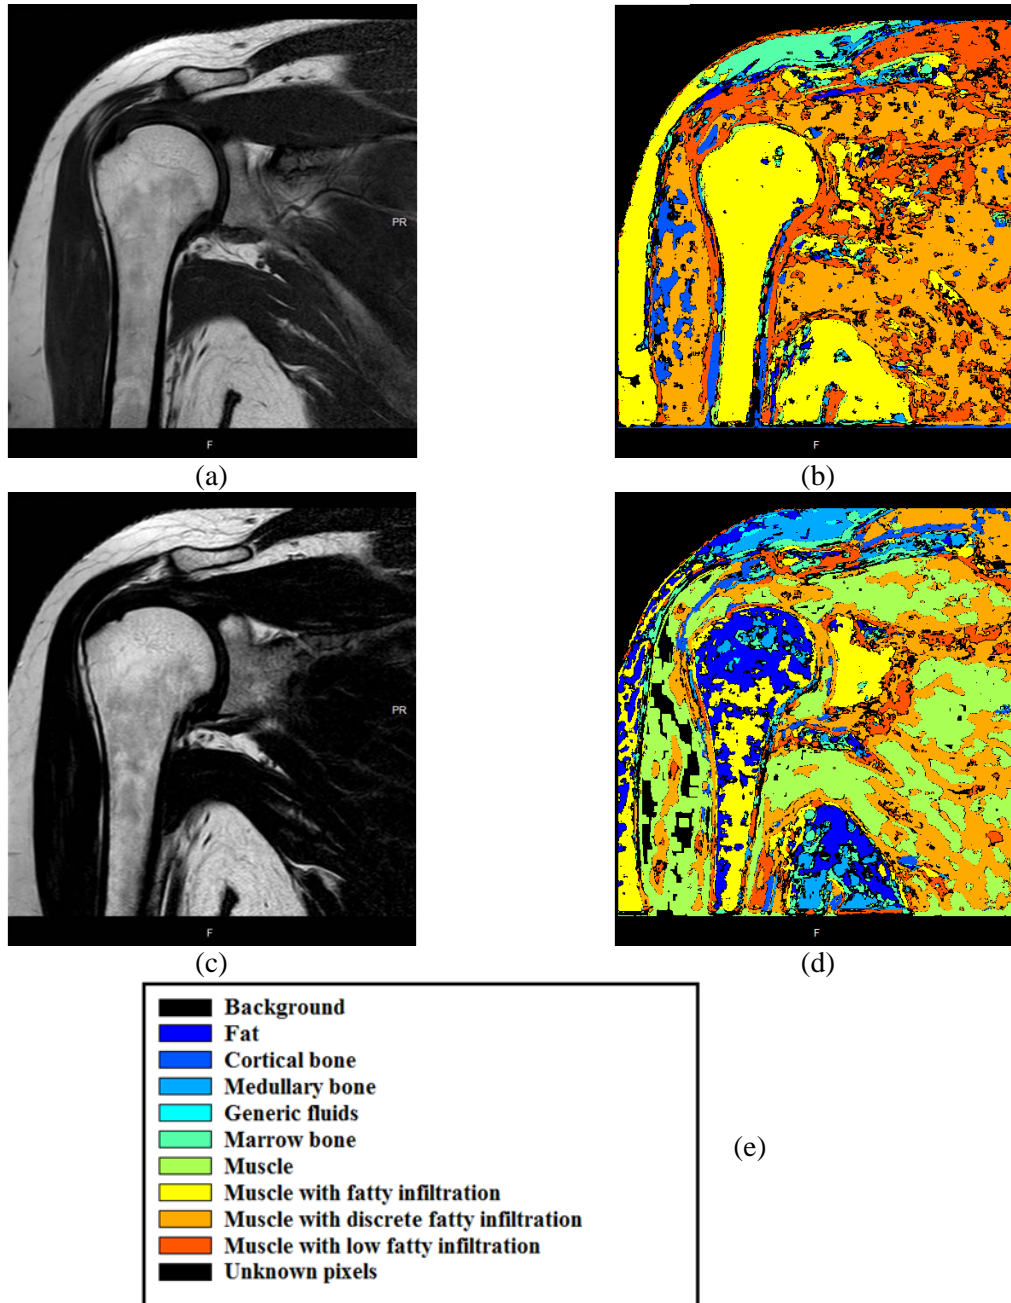 PR
F
F
(a)
(b)
PR
F
F
(c)
(d)
Background
Fat
Cortical bone
Medullary bone
Generic fluids
Marrow bone
Muscle
(e)
Muscle with fatty infiltration
Muscle with discrete fatty infiltration
Muscle with low fatty infiltration
Unknown pixels